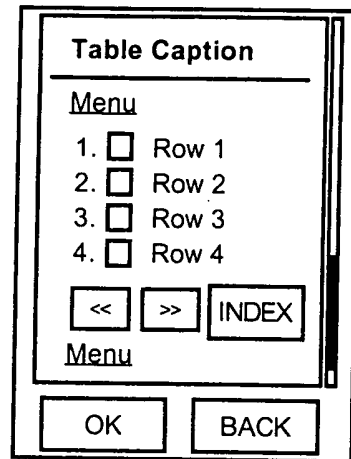 Table Caption
Menu
1. Row 1
2. Row 2
3. Row 3
4. Row 4
<< >> INDEX
Menu
OK BACK